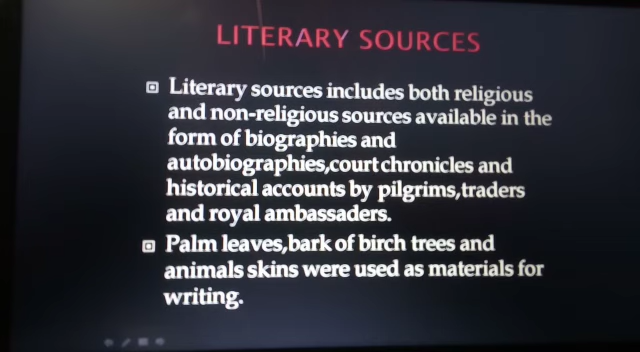 LITERARY SOURCES
Literary sources includes both religious
and non-religious sources available in the
form of biographies and
autobiographies,court chronicles and
historical accounts by pilgrims,traders
and royal ambassaders.
Palm leaves,bark of birch trees and
animals skins were used as materials for
writing.